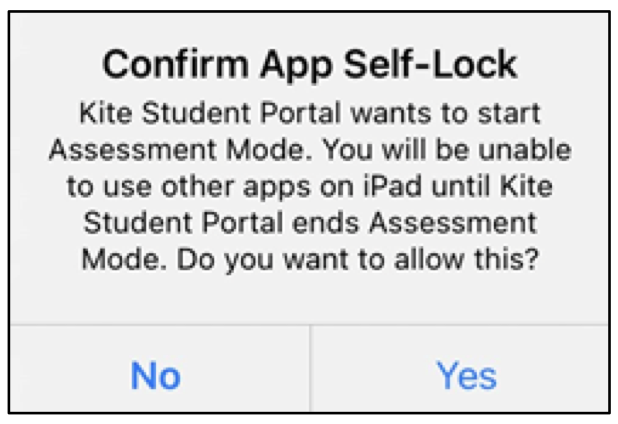 Confirm App Self-Lock
Kite Student Portal wants to start
Assessment Mode. You will be unable
to use other apps on iPad until Kite
Student Portal ends Assessment
Mode. Do you want to allow this?
No
Yes